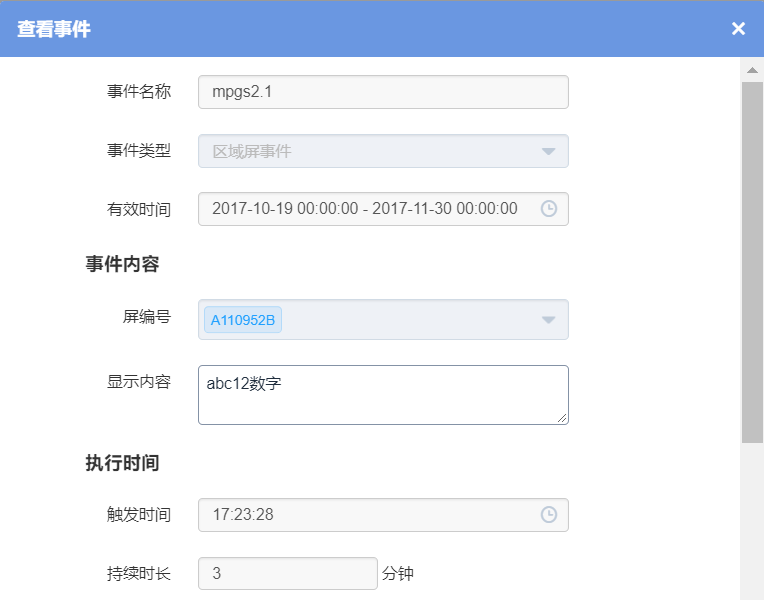 查看事件
事件名称 mpgs2.1
事件类型 区域屏事件
有效时间 2017-10-19 00:00:00 - 2017-11-30 00:00:00
事件内容
屏编号 A110952B
显示内容 abc12数字
执行时间
触发时间 17:23:28
持续时长 3 分钟